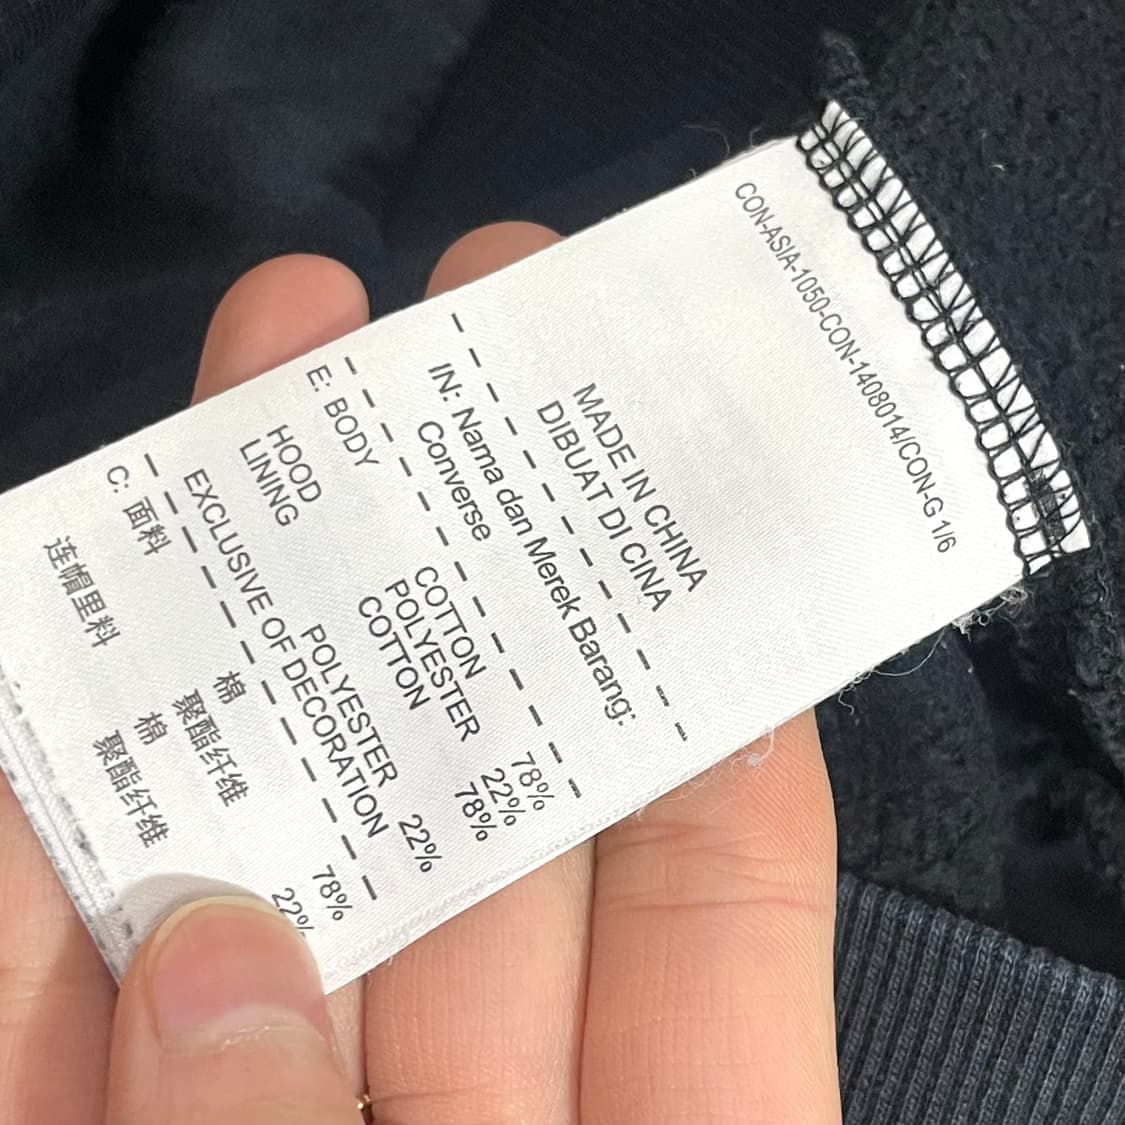 CON-ASIA-1050-CON-1408014/CON-G 1/6
MADE IN CHINA
DIBUAT DI CINA
IN: Nama dan Merek Barang:
Converse
E: BODY COTTON 78%
POLYESTER 22%
HOOD COTTON 78%
LINING POLYESTER 22%
EXCLUSIVE OF DECORATION
C: 面料 棉 78%
聚酯纤维 22%
连帽里料 棉
聚酯纤维